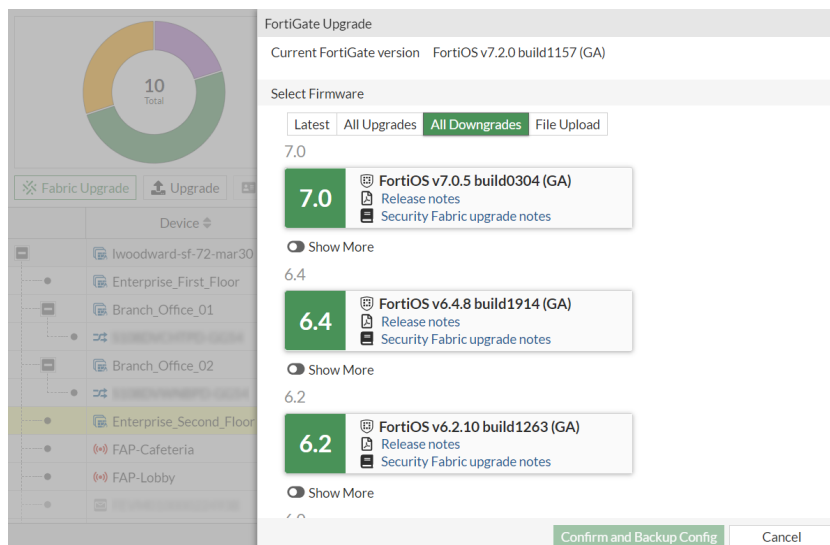 FortiGate Upgrade
Current FortiGate version FortiOS v7.2.0 build1157 (GA)
Select Firmware
Latest All Upgrades All Downgrades File Upload
7.0
7.0
FortiOS v7.0.5 build0304 (GA)
Release notes
Security Fabric upgrade notes
Show More
6.4
6.4
FortiOS v6.4.8 build1914 (GA)
Release notes
Security Fabric upgrade notes
Show More
6.2
6.2
FortiOS v6.2.10 build1263 (GA)
Release notes
Security Fabric upgrade notes
Show More
Confirm and Backup Config Cancel
10
Total
Fabric Upgrade Upgrade
Device
lwoodward-sf-72-mar30
Enterprise_First_Floor
Branch_Office_01
Branch_Office_02
Enterprise_Second_Floor
FAP-Cafeteria
FAP-Lobby